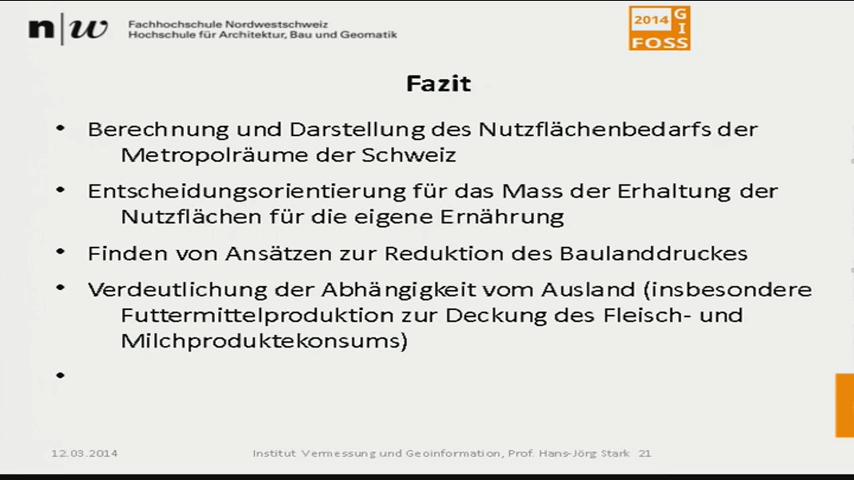 n|w
Fachhochschule Nordwestschweiz
Hochschule für Architektur, Bau und Geomatik
2014
GI
FOSS
Fazit
• Berechnung und Darstellung des Nutzflächenbedarfs der
Metropolräume der Schweiz
• Entscheidungsorientierung für das Mass der Erhaltung der
Nutzflächen für die eigene Ernährung
• Finden von Ansätzen zur Reduktion des Baulanddruckes
• Verdeutlichung der Abhängigkeit vom Ausland (insbesondere
Futtermittelproduktion zur Deckung des Fleisch- und
Milchproduktekonsums)
•
12.03.2014
Institut Vermessung und Geoinformation, Prof. Hans-Jörg Stark 21